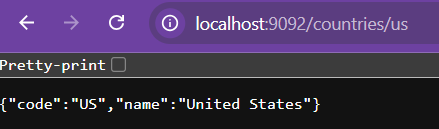 localhost:9092/countries/us
Pretty-print
{"code":"US","name":"United States"}